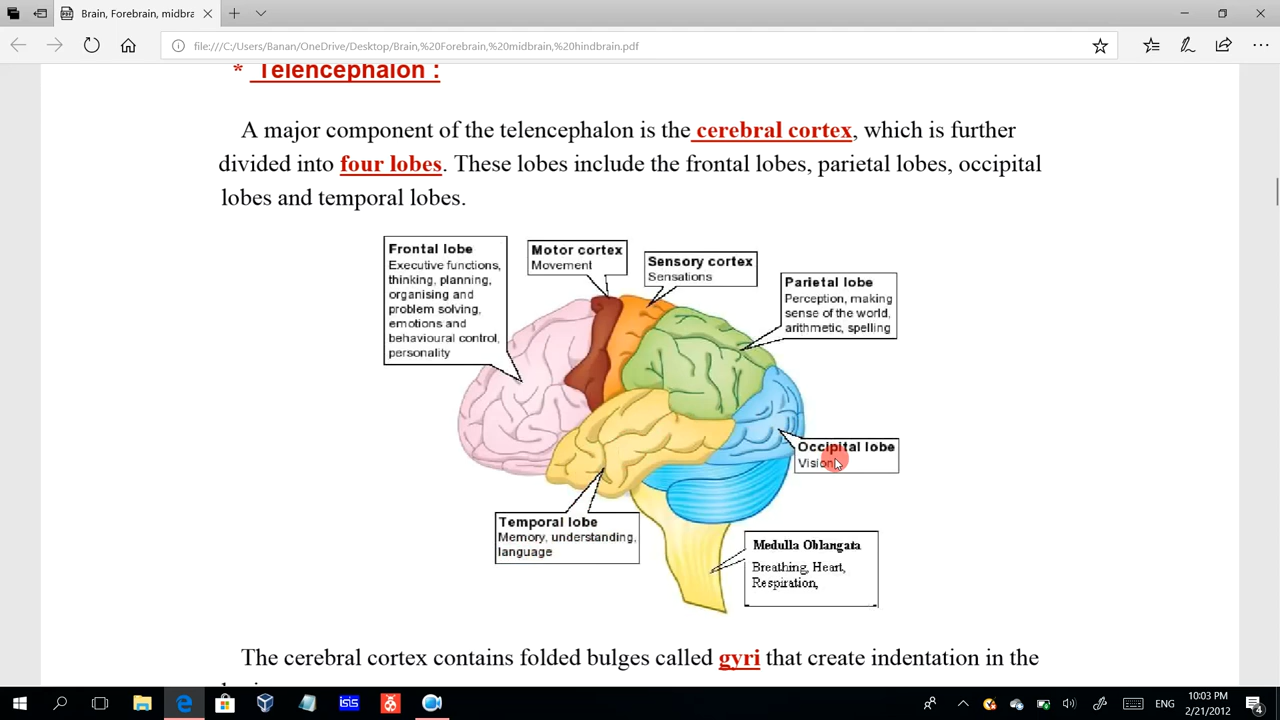 Brain, Forebrain, midbra
file:///C:/Users/Banan/OneDrive/Desktop/Brain,%20Forebrain,%20midbrain,%20hindbrain.pdf
* Telencephalon :
A major component of the telencephalon is the cerebral cortex, which is further
divided into four lobes. These lobes include the frontal lobes, parietal lobes, occipital
lobes and temporal lobes.
Frontal lobe
Executive functions,
thinking, planning,
organising and
problem solving,
emotions and
behavioural control,
personality
Motor cortex
Movement
Sensory cortex
Sensations
Parietal lobe
Perception, making
sense of the world,
arithmetic, spelling
Occipital lobe
Vision
Temporal lobe
Memory, understanding,
language
Medulla Oblangata
Breathing, Heart,
Respiration,
The cerebral cortex contains folded bulges called gyri that create indentation in the
isis
ENG
10:03 PM
2/21/2012
4